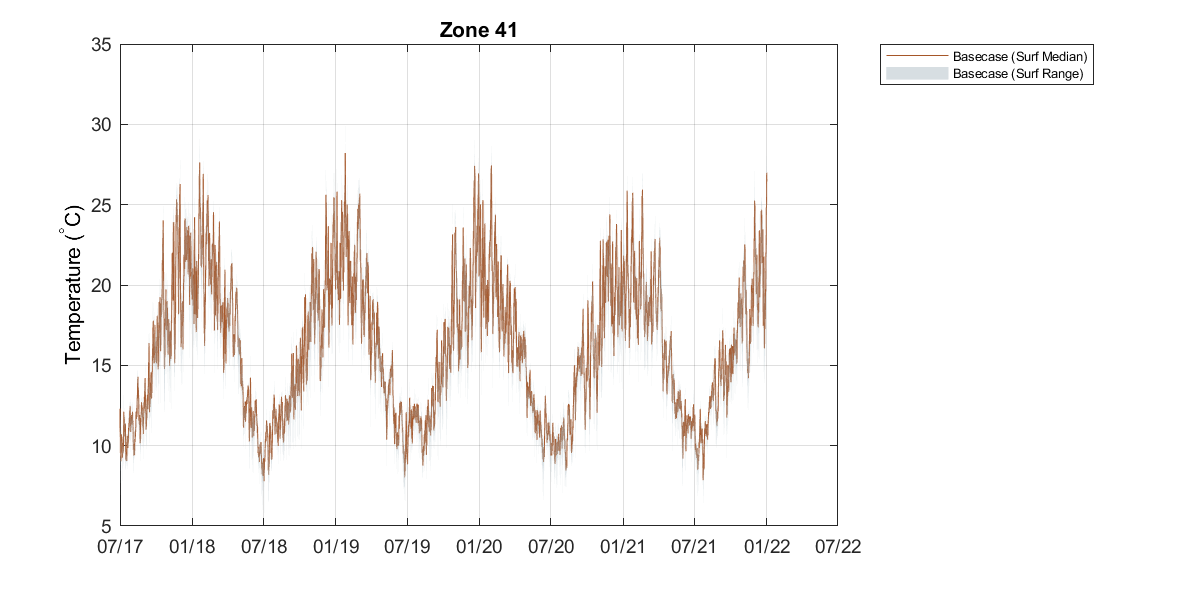 Zone 41
Basecase (Surf Median)
Basecase (Surf Range)
Temperature (°C)
35
30
25
20
15
10
5
07/17 01/18 07/18 01/19 07/19 01/20 07/20 01/21 07/21 01/22 07/22